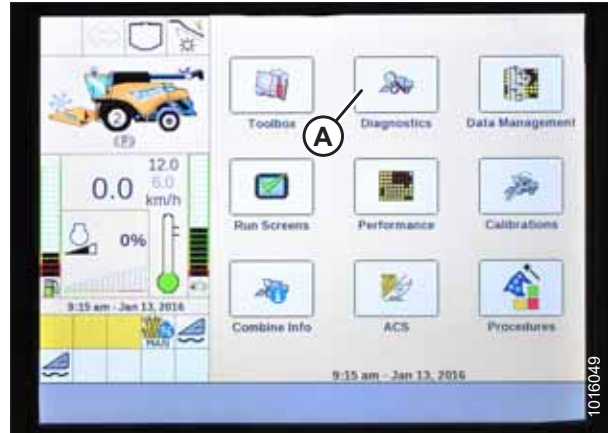 2
(P)
0.0
12.0
6.0
km/h
0%
9:15 am - Jan 13, 2016
MAN
Toolbox
Diagnostics
Data Management
A
Run Screens
Performance
Calibrations
Combine Info
ACS
Procedures
9:15 am - Jan 13, 2016
1016049